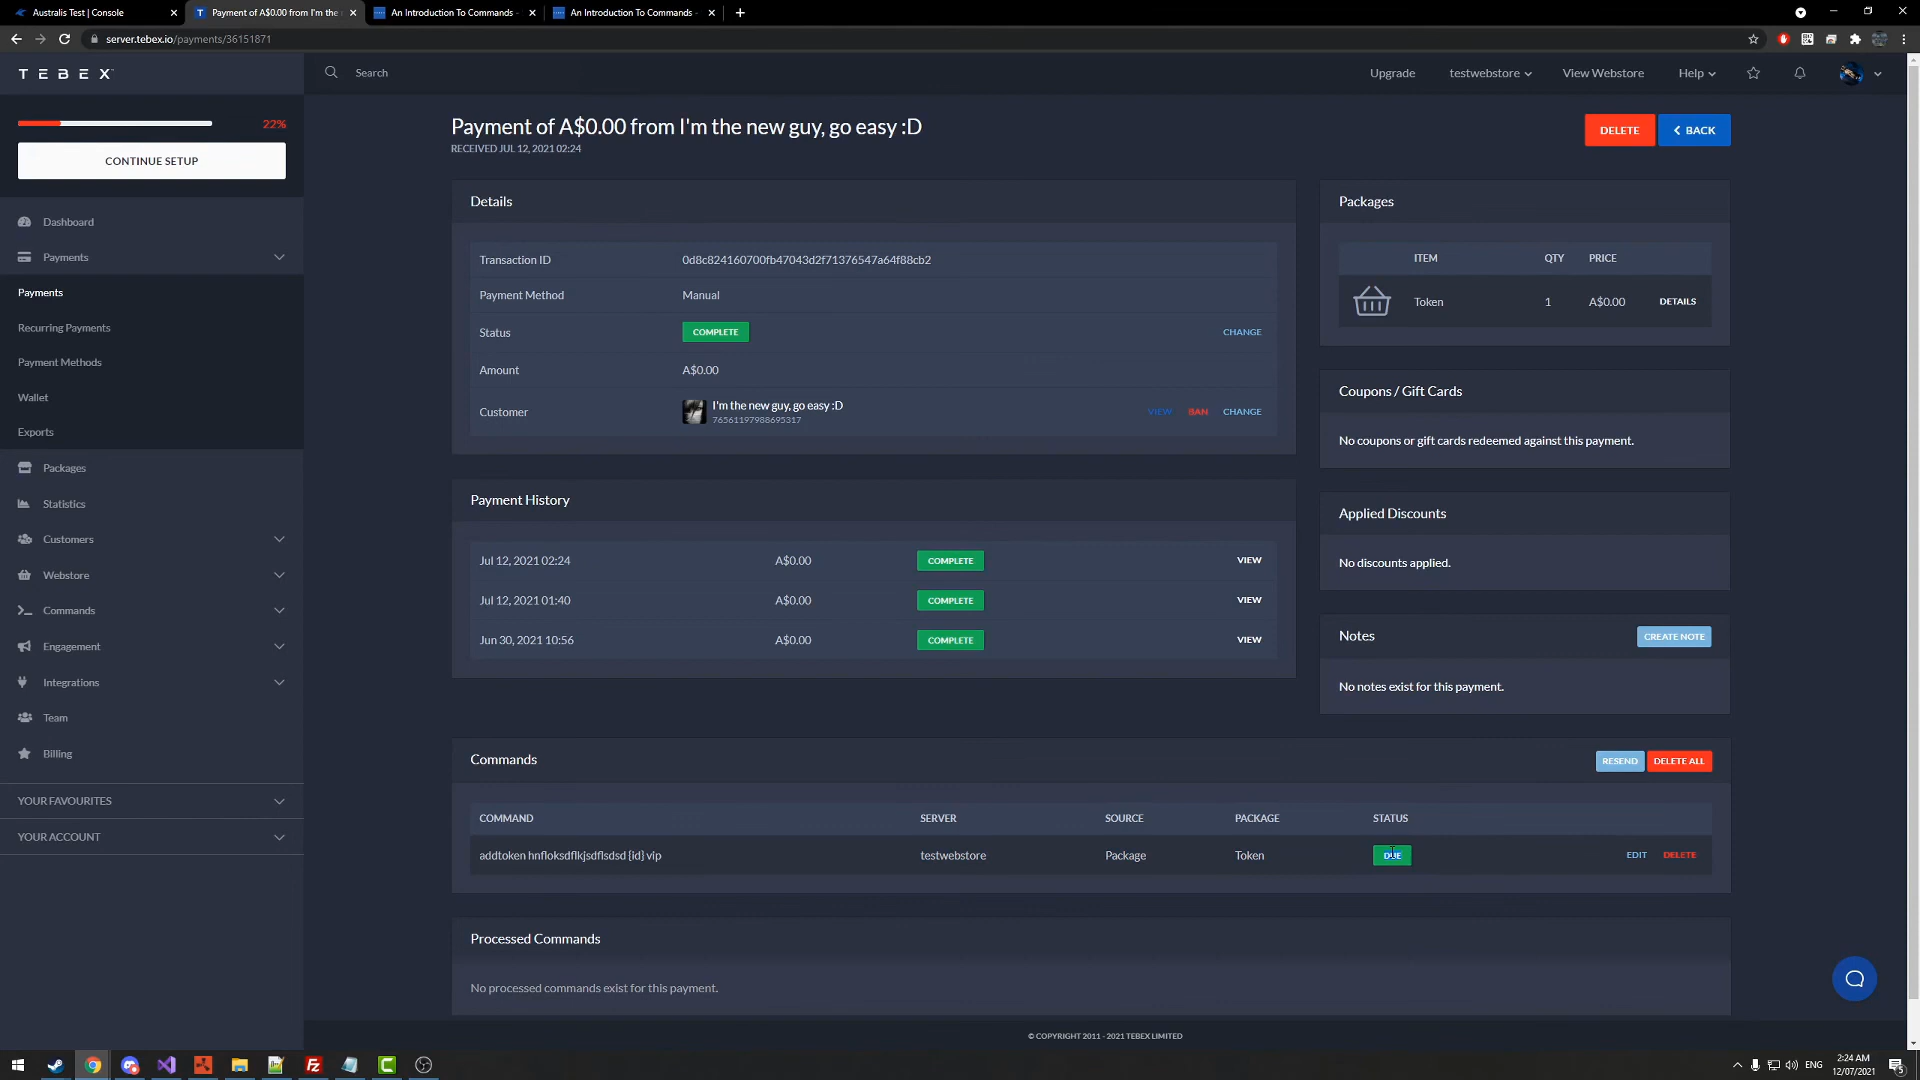 Australis Test | Console
Payment of A$0.00 from I'm the n
An Introduction To Commands -
An Introduction To Commands -
server.tebex.io/payments/36151871
TEBEX
Search
Upgrade
testwebstore
View Webstore
Help
22%
CONTINUE SETUP
Dashboard
Payments
Payments
Recurring Payments
Payment Methods
Wallet
Exports
Packages
Statistics
Customers
Webstore
Commands
Engagement
Integrations
Team
Billing
YOUR FAVOURITES
YOUR ACCOUNT
Payment of A$0.00 from I'm the new guy, go easy :D
RECEIVED JUL 12, 2021 02:24
DELETE
BACK
Details
Transaction ID 0d8c824160700fb47043d2f71376547a64f88cb2
Payment Method Manual
Status COMPLETE CHANGE
Amount A$0.00
Customer I'm the new guy, go easy :D VIEW BAN CHANGE
76561197988695317
Payment History
Jul 12, 2021 02:24 A$0.00 COMPLETE VIEW
Jul 12, 2021 01:40 A$0.00 COMPLETE VIEW
Jun 30, 2021 10:56 A$0.00 COMPLETE VIEW
Packages
ITEM QTY PRICE
Token 1 A$0.00 DETAILS
Coupons / Gift Cards
No coupons or gift cards redeemed against this payment.
Applied Discounts
No discounts applied.
Notes CREATE NOTE
No notes exist for this payment.
Commands RESEND DELETE ALL
COMMAND SERVER SOURCE PACKAGE STATUS
addtoken hnfloksdflkjsdflsdsd {id} vip testwebstore Package Token DUE EDIT DELETE
Processed Commands
No processed commands exist for this payment.
© COPYRIGHT 2011 - 2021 TEBEX LIMITED
ENG
2:24 AM
12/07/2021